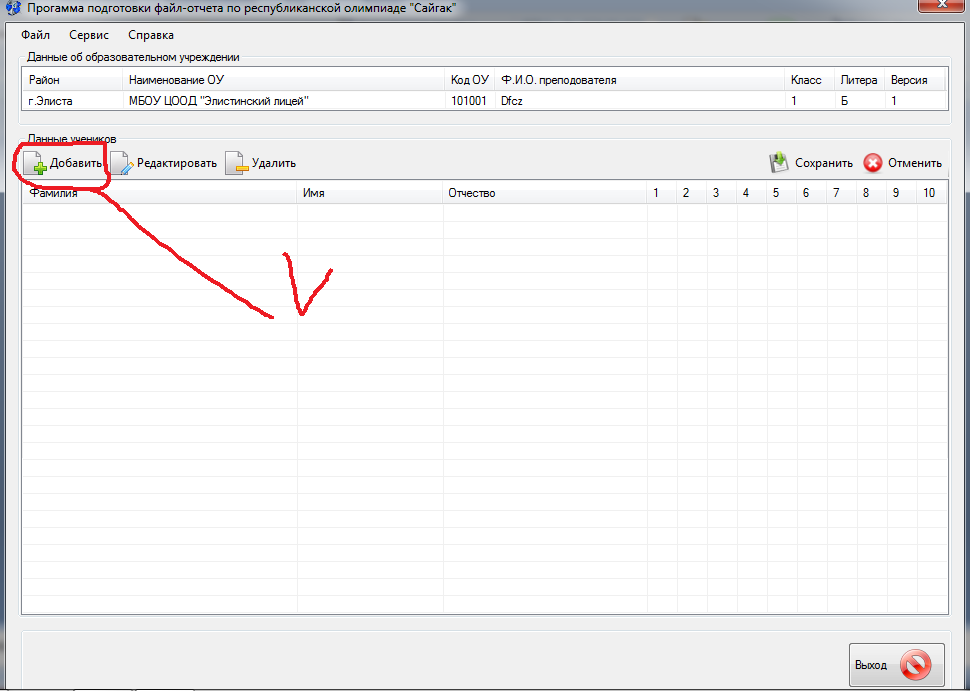 Прогамма подготовки файл-отчета по республиканской олимпиаде "Сайгак"
Файл Сервис Справка
Данные об образовательном учреждении
Район Наименование ОУ Код ОУ Ф.И.О. преподователя Класс Литера Версия
г.Элиста МБОУ ЦООД "Элистинский лицей" 101001 Dfcz 1 Б 1
Данные учеников
Добавить Редактировать Удалить Сохранить Отменить
Фамилия Имя Отчество 1 2 3 4 5 6 7 8 9 10
Выход